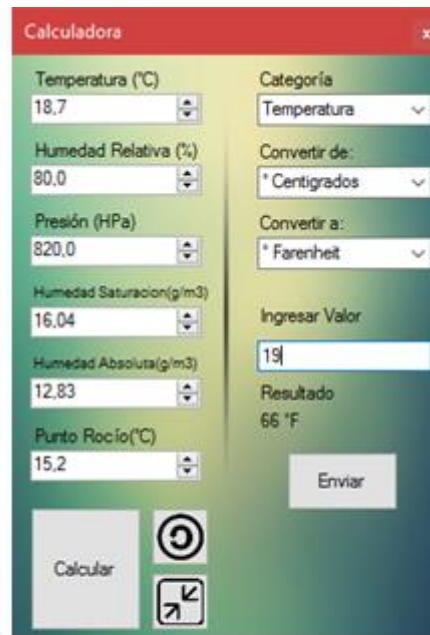 Calculadora
x
Temperatura (°C)
18,7
Humedad Relativa (%)
80,0
Presión (HPa)
820,0
Humedad Saturacion(g/m3)
16,04
Humedad Absoluta(g/m3)
12,83
Punto Rocío(°C)
15,2
Calcular
Categoría
Temperatura
Convertir de:
° Centigrados
Convertir a:
° Farenheit
Ingresar Valor
19
Resultado
66 °F
Enviar